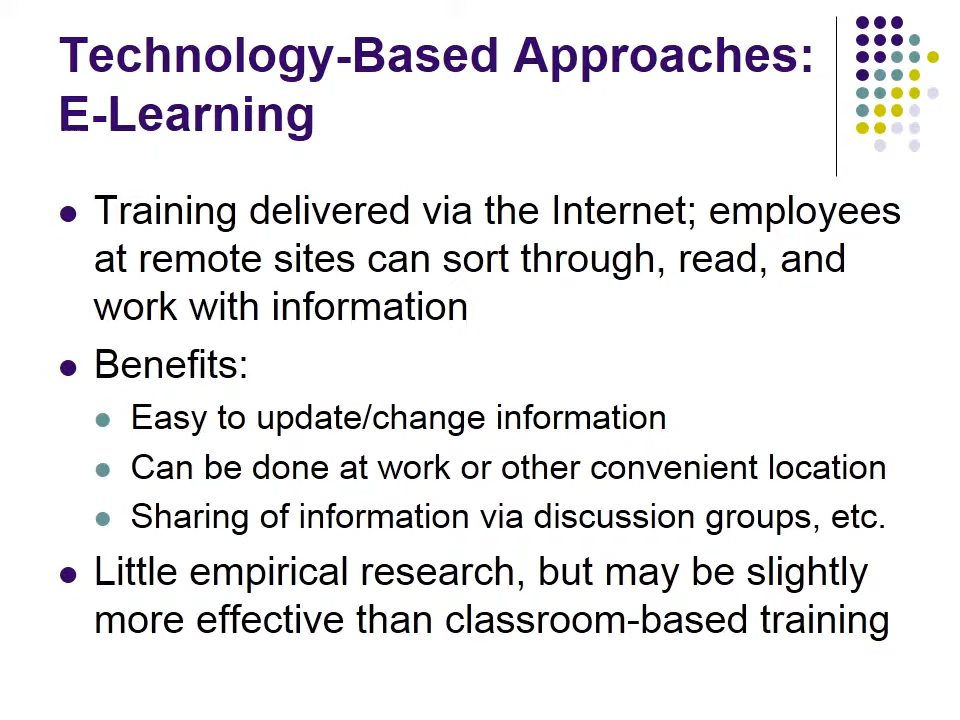 Technology-Based Approaches:
E-Learning
Training delivered via the Internet; employees
at remote sites can sort through, read, and
work with information
Benefits:
Easy to update/change information
Can be done at work or other convenient location
Sharing of information via discussion groups, etc.
Little empirical research, but may be slightly
more effective than classroom-based training